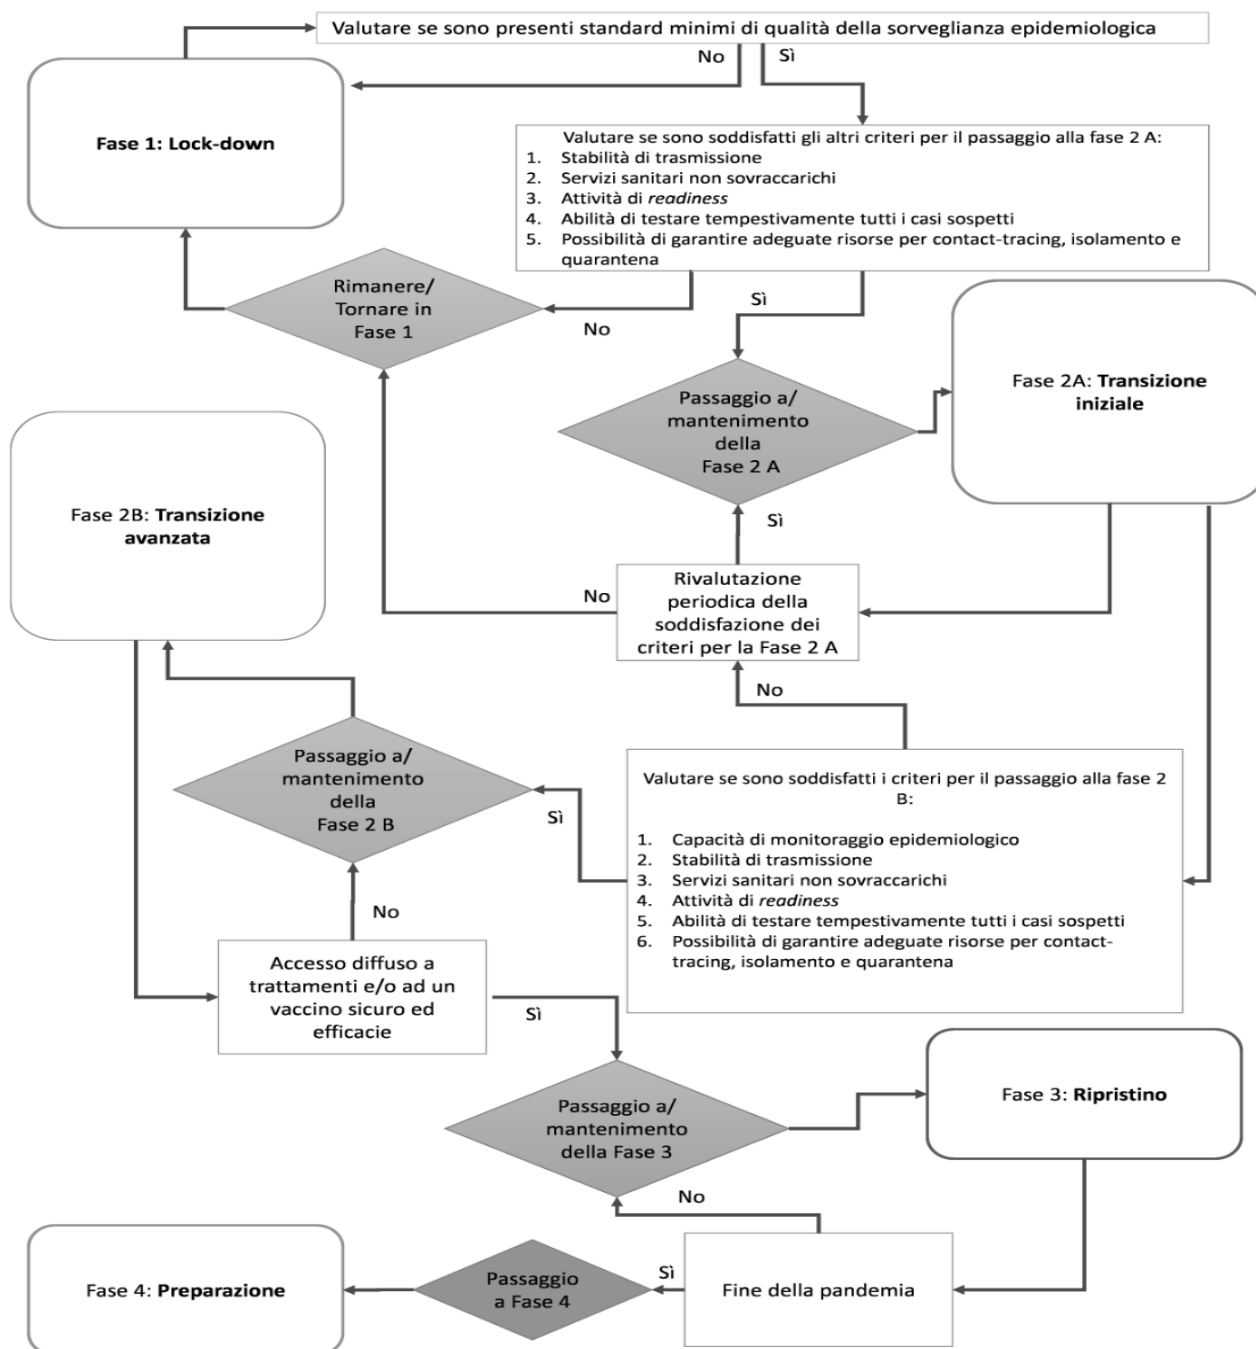 Valutare se sono presenti standard minimi di qualità della sorveglianza epidemiologica
No
Sì
Fase 1: Lock-down
Valutare se sono soddisfatti gli altri criteri per il passaggio alla fase 2 A:
1. Stabilità di trasmissione
2. Servizi sanitari non sovraccarichi
3. Attività di readiness
4. Abilità di testare tempestivamente tutti i casi sospetti
5. Possibilità di garantire adeguate risorse per contact-tracing, isolamento e
quarantena
Rimanere/
Tornare in
Fase 1
No
Sì
Passaggio a/
mantenimento
della
Fase 2 A
Fase 2A: Transizione
iniziale
Sì
Fase 2B: Transizione
avanzata
No
Rivalutazione
periodica della
soddisfazione dei
criteri per la Fase 2 A
No
Passaggio a/
mantenimento
della
Fase 2 B
Sì
Valutare se sono soddisfatti i criteri per il passaggio alla fase 2
B:
1. Capacità di monitoraggio epidemiologico
2. Stabilità di trasmissione
3. Servizi sanitari non sovraccarichi
4. Attività di readiness
5. Abilità di testare tempestivamente tutti i casi sospetti
6. Possibilità di garantire adeguate risorse per contact-
tracing, isolamento e quarantena
No
Accesso diffuso a
trattamenti e/o ad un
vaccino sicuro ed
efficacie
Sì
Passaggio a/
mantenimento
della Fase 3
Fase 3: Ripristino
No
Fase 4: Preparazione
Passaggio
a Fase 4
Sì
Fine della pandemia